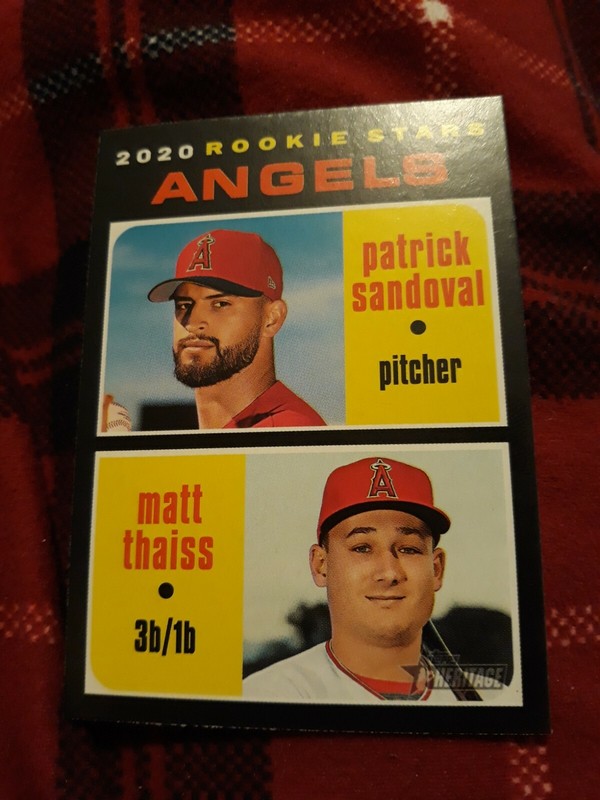 2020 ROOKIE STARS
ANGELS
A
patrick
sandoval
pitcher
A
matt
thaiss
3b/1b
HERITAGE